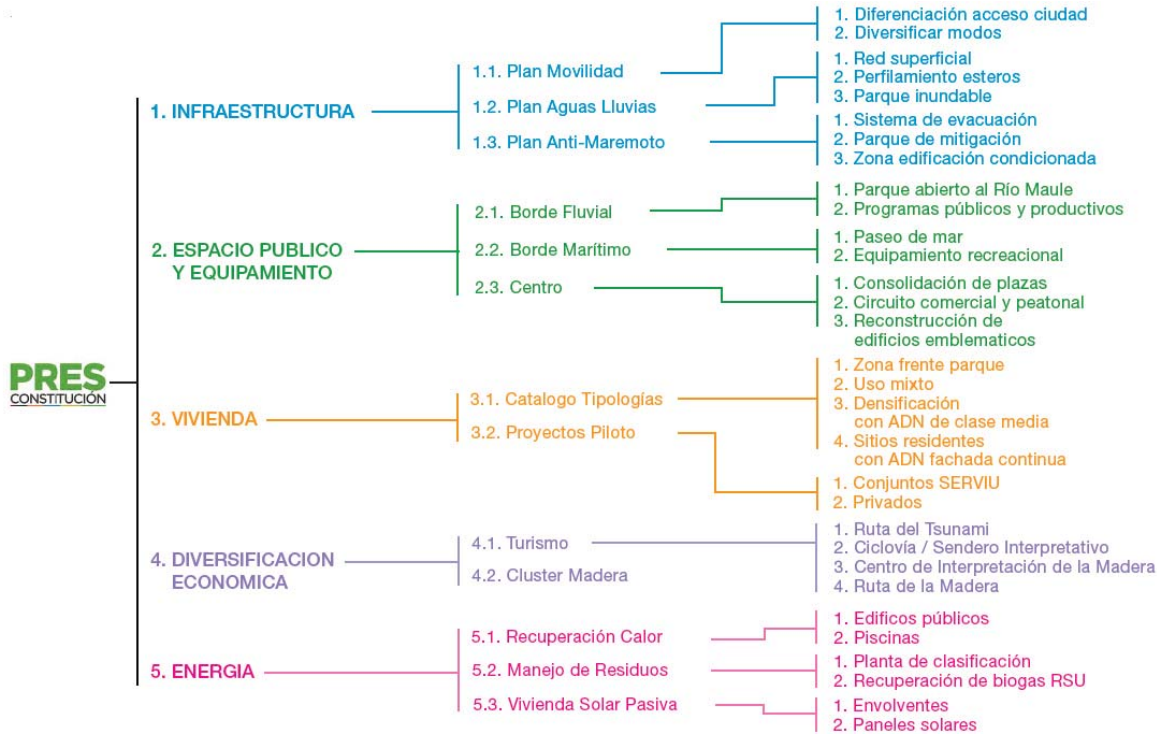 PRES
CONSTITUCIÓN
1. INFRAESTRUCTURA
1.1. Plan Movilidad
1. Diferenciación acceso ciudad
2. Diversificar modos
1.2. Plan Aguas Lluvias
1. Red superficial
2. Perfilamiento esteros
3. Parque inundable
1.3. Plan Anti-Maremoto
1. Sistema de evacuación
2. Parque de mitigación
3. Zona edificación condicionada
2. ESPACIO PUBLICO
Y EQUIPAMIENTO
2.1. Borde Fluvial
1. Parque abierto al Río Maule
2. Programas públicos y productivos
2.2. Borde Marítimo
1. Paseo de mar
2. Equipamiento recreacional
2.3. Centro
1. Consolidación de plazas
2. Circuito comercial y peatonal
3. Reconstrucción de
edificios emblematicos
3. VIVIENDA
3.1. Catalogo Tipologías
1. Zona frente parque
2. Uso mixto
3. Densificación
con ADN de clase media
4. Sitios residentes
con ADN fachada continua
3.2. Proyectos Piloto
1. Conjuntos SERVIU
2. Privados
4. DIVERSIFICACION
ECONOMICA
4.1. Turismo
1. Ruta del Tsunami
2. Ciclovía / Sendero Interpretativo
3. Centro de Interpretación de la Madera
4. Ruta de la Madera
4.2. Cluster Madera
5. ENERGIA
5.1. Recuperación Calor
1. Edificos públicos
2. Piscinas
5.2. Manejo de Residuos
1. Planta de clasificación
2. Recuperación de biogas RSU
5.3. Vivienda Solar Pasiva
1. Envolventes
2. Paneles solares